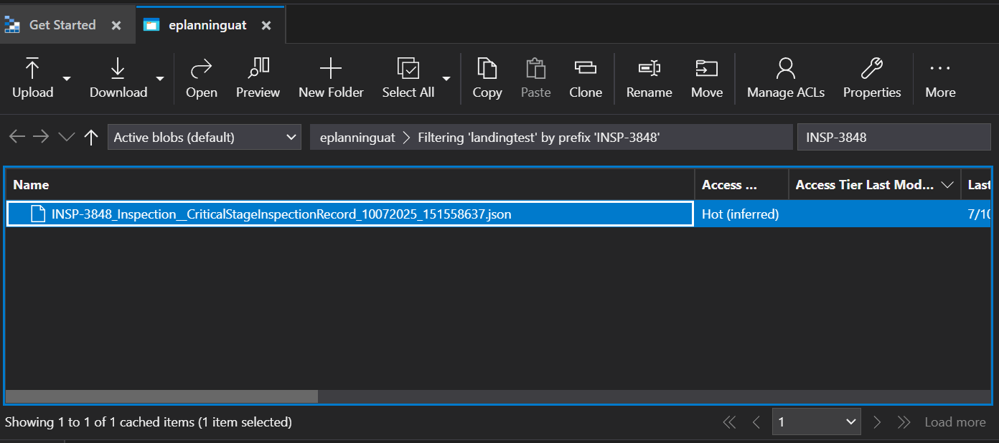 Get Started
eplanninguat
Upload Download Open Preview New Folder Select All Copy Paste Clone Rename Move Manage ACLs Properties More
Active blobs (default) eplanninguat Filtering 'landingtest' by prefix 'INSP-3848' INSP-3848
Name Access ... Access Tier Last Mod... Last
INSP-3848_Inspection__CriticalStageInspectionRecord_10072025_151558637.json Hot (inferred) 7/10
Showing 1 to 1 of 1 cached items (1 item selected) 1 Load more